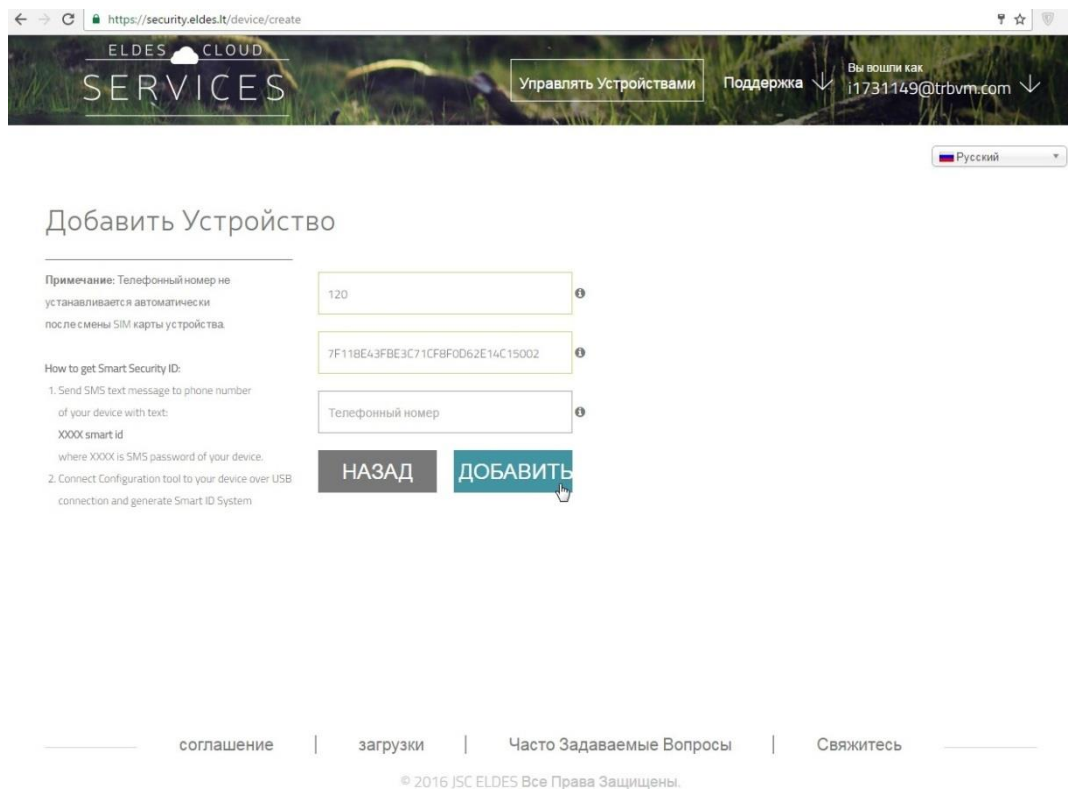 https://security.eldes.lt/device/create
ELDES CLOUD
SERVICES
Управлять Устройствами
Поддержка
Вы вошли как
i1731149@trbvm.com
Русский
Добавить Устройство
Примечание: Телефонный номер не
устанавливается автоматически
после смены SIM карты устройства.
How to get Smart Security ID:
1. Send SMS text message to phone number
of your device with text:
XXXX smart id
where XXXX is SMS password of your device.
2. Connect Configuration tool to your device over USB
connection and generate Smart ID System
120
7F118E43FBE3C71CF8F0D62E14C15002
Телефонный номер
НАЗАД
ДОБАВИТЬ
соглашение | загрузки | Часто Задаваемые Вопросы | Свяжитесь
© 2016 JSC ELDES Все Права Защищены.